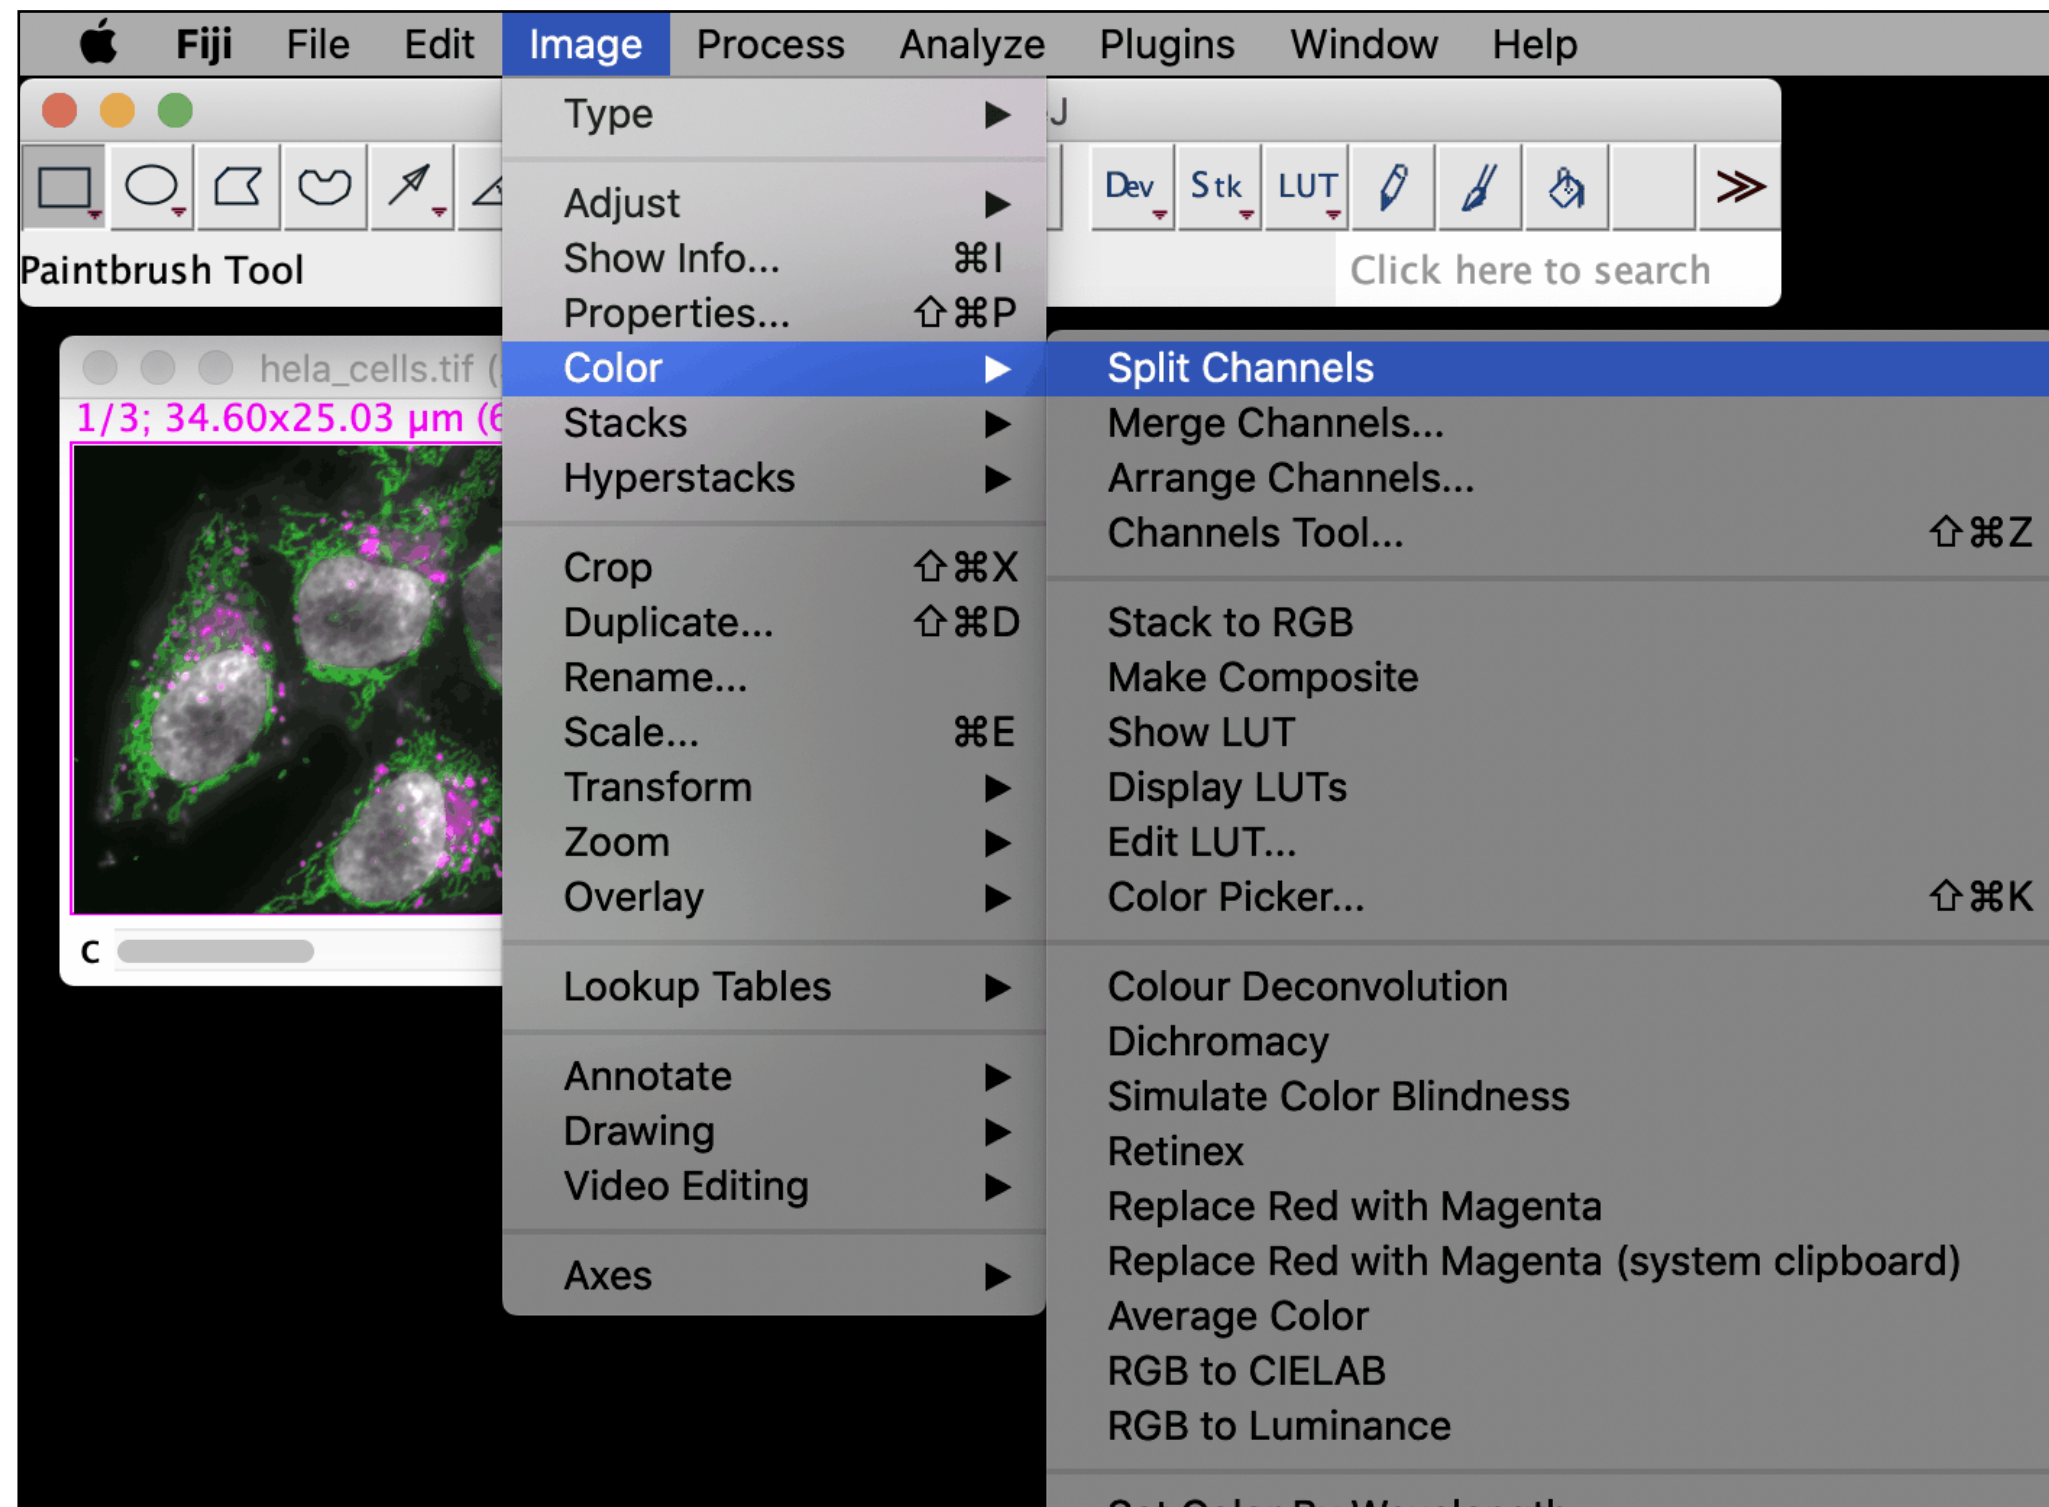 Fiji File Edit Image Process Analyze Plugins Window Help
Paintbrush Tool
Dev Stk LUT
Click here to search
hela_cells.tif (
1/3; 34.60x25.03 µm (6
C
Type ▶
Adjust ▶
Show Info... ⌘I
Properties... ⇧⌘P
Color ▶
Stacks ▶
Hyperstacks ▶
Crop ⇧⌘X
Duplicate... ⇧⌘D
Rename...
Scale... ⌘E
Transform ▶
Zoom ▶
Overlay ▶
Lookup Tables ▶
Annotate ▶
Drawing ▶
Video Editing ▶
Axes ▶
Split Channels
Merge Channels...
Arrange Channels...
Channels Tool... ⇧⌘Z
Stack to RGB
Make Composite
Show LUT
Display LUTs
Edit LUT...
Color Picker... ⇧⌘K
Colour Deconvolution
Dichromacy
Simulate Color Blindness
Retinex
Replace Red with Magenta
Replace Red with Magenta (system clipboard)
Average Color
RGB to CIELAB
RGB to Luminance